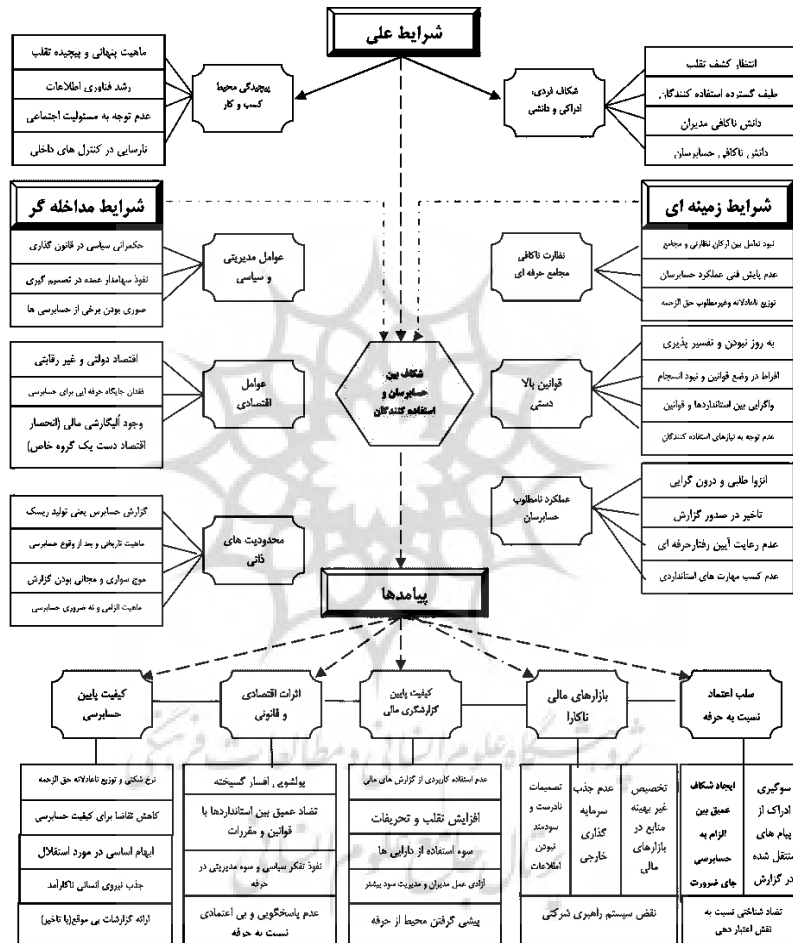 شرایط علی
انتظار کشف تقلب
طیف گسترده استفاده کنندگان
دانش ناکافی مدیران
دانش ناکافی حسابرسان
شکاف فردی،
ادراکی و دانشی
پیچیدگی محیط
کسب و کار
ماهیت پنهانی و پیچیده تقلب
رشد فناوری اطلاعات
عدم توجه به مسئولیت اجتماعی
نارسایی در کنترل های داخلی
شرایط زمینه ای
نبود تعامل بین ارکان نظارتی و مجامع
عدم پایش فنی عملکرد حسابرسان
توزیع ناعادلانه وغیرمطلوب حق الزحمه
نظارت ناکافی
مجامع حرفه ای
به روز نبودن و تفسیر پذیری
افراط در وضع قوانین و نبود انسجام
واگرایی بین استانداردها و قوانین
عدم توجه به نیازهای استفاده کنندگان
قوانین بالا
دستی
انزوا طلبی و درون گرایی
تاخیر در صدور گزارش
عدم رعایت آیین رفتارحرفه ای
عدم کسب مهارت های استانداردی
عملکرد نامطلوب
حسابرسان
شکاف بین
حسابرسان و
استفاده کنندگان
شرایط مداخله گر
عوامل مدیریتی
و سیاسی
حکمرانی سیاسی در قانون گذاری
نفوذ سهامدار عمده در تصمیم گیری
صوری بودن برخی از حسابرسی ها
عوامل
اقتصادی
اقتصاد دولتی و غیر رقابتی
فقدان جایگاه حرفه ایی برای حسابرسی
وجود اُلیگارشی مالی (انحصار
اقتصاد دست یک گروه خاص)
محدودیت های
ذاتی
گزارش حسابرس یعنی تولید ریسک
ماهیت تاریخی و بعد از وقوع حسابرسی
موج سواری و مجانی بودن گزارش
ماهیت الزامی و نه ضروری حسابرسی
پیامدها
سلب اعتماد
نسبت به حرفه
بازارهای مالی
ناکارا
کیفیت پایین
گزارشگری مالی
اثرات اقتصادی
و قانونی
کیفیت پایین
حسابرسی
سوگیری
ادراک از
پیام های
منتقل شده
در گزارش
ایجاد شکاف
عمیق بین
الزام به
حسابرسی
جای ضرورت
تضاد شناختی نسبت به
نقش اعتبار دهی
تخصیص
غیر بهینه
منابع در
بازارهای
مالی
عدم جذب
سرمایه
گذاری
خارجی
تصمیمات
نادرست و
سودمند
نبودن
اطلاعات
نقض سیستم راهبری شرکتی
عدم استفاده کاربردی از گزارش های مالی
افزایش تقلب و تحریفات
سوء استفاده از دارایی ها
آزادی عمل مدیران و مدیریت سود بیشتر
پیشی گرفتن محیط از حرفه
پولشویی افسار گسیخته
تضاد عمیق بین استانداردها با
قوانین و مقررات
نفوذ تفکر سیاسی و سوء مدیریتی در
حرفه
عدم پاسخگویی و بی اعتمادی
نسبت به حرفه
نرخ شکنی و توزیع ناعادلانه حق الزحمه
کاهش تقاضا برای کیفیت حسابرسی
ابهام اساسی در مورد استقلال
جذب نیروی انسانی ناکارآمد
ارائه گزارشات بی موقع(با تاخیر)
پژوهشگاه علوم انسانی و مطالعات فرهنگی
پرتال جامع علوم انسانی